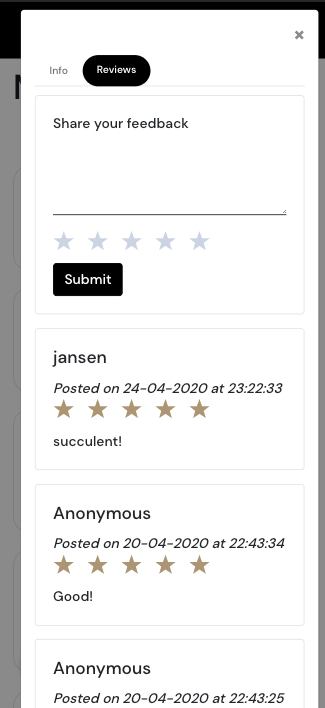 Info
Reviews
Share your feedback
Submit
jansen
Posted on 24-04-2020 at 23:22:33
succulent!
Anonymous
Posted on 20-04-2020 at 22:43:34
Good!
Anonymous
Posted on 20-04-2020 at 22:43:25